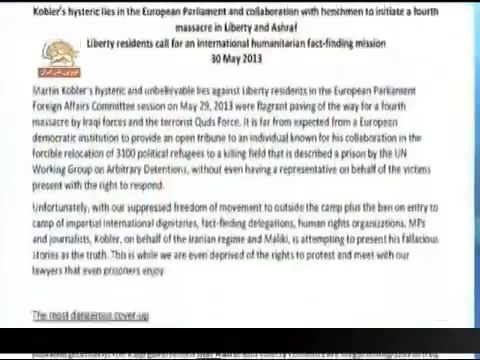 Kobler's hysteric lies in the European Parliament and collaboration with henchmen to initiate a fourth
massacre in Liberty and Ashraf
Liberty residents call for an international humanitarian fact-finding mission
30 May 2013
Martin Kobler's hysteric and unbelievable lies against Liberty residents in the European Parliament
Foreign Affairs Committee session on May 29, 2013 were flagrant paving of the way for a fourth
massacre by Iraqi forces and the terrorist Quds Force. It is far from expected from a European
democratic institution to provide an open tribune to an individual known for his collaboration in the
forcible relocation of 3100 political refugees to a killing field that is described a prison by the UN
Working Group on Arbitrary Detentions, without even having a representative on behalf of the victims
present with the right to respond.
Unfortunately, with our suppressed freedom of movement to outside the camp plus the ban on entry to
camp of impartial international dignitaries, fact-finding delegations, human rights organizations, MPs
and journalists, Kobler, on behalf of the Iranian regime and Maliki, is attempting to present his fallacious
stories as the truth. This is while we are even deprived of the rights to protest and meet with our
lawyers that even prisoners enjoy.
The most dangerous cover-up